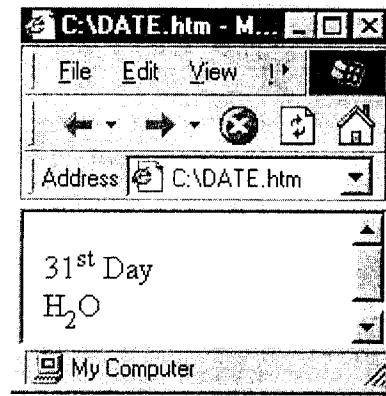 C:\DATE.htm - M...
File Edit View
Address C:\DATE.htm
31st Day
H2O
My Computer